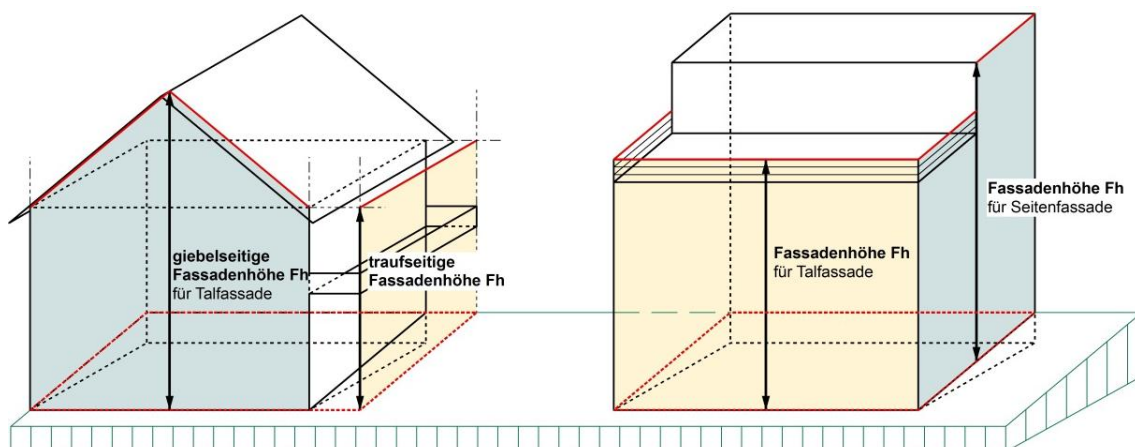 giebelseitige
Fassadenhöhe Fh
für Talfassade
traufseitige
Fassadenhöhe Fh
Fassadenhöhe Fh
für Talfassade
Fassadenhöhe Fh
für Seitenfassade